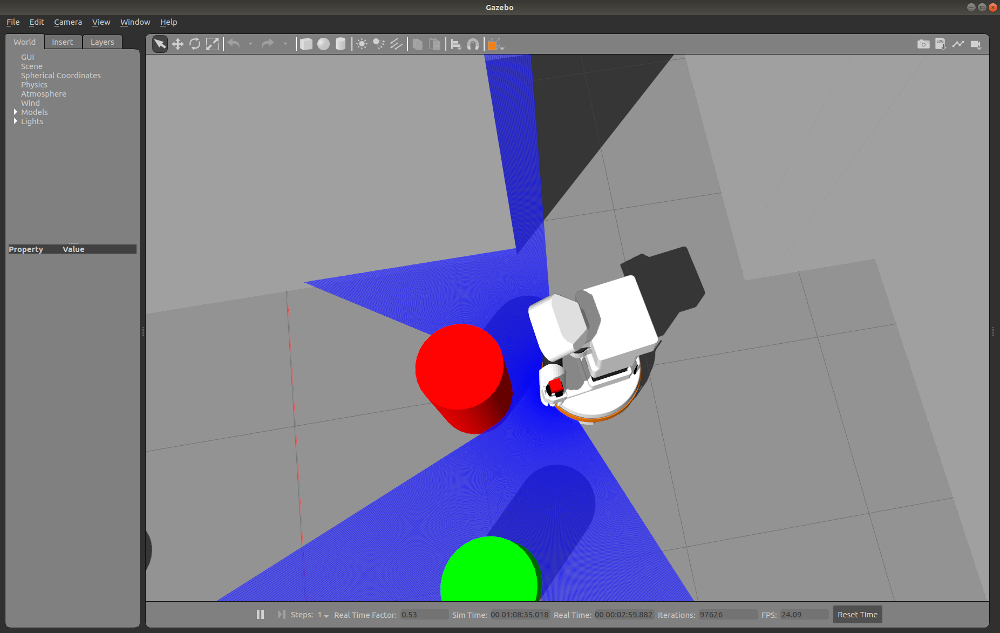 Gazebo
File Edit Camera View Window Help
World Insert Layers
LOG
GUI
Scene
Spherical Coordinates
Physics
Atmosphere
Wind
Models
Lights
Property Value
Steps: 1 Real Time Factor: 0.53 Sim Time: 00 01:08:35.018 Real Time: 00 00:02:59.882 Iterations: 97626 FPS: 24.09 Reset Time